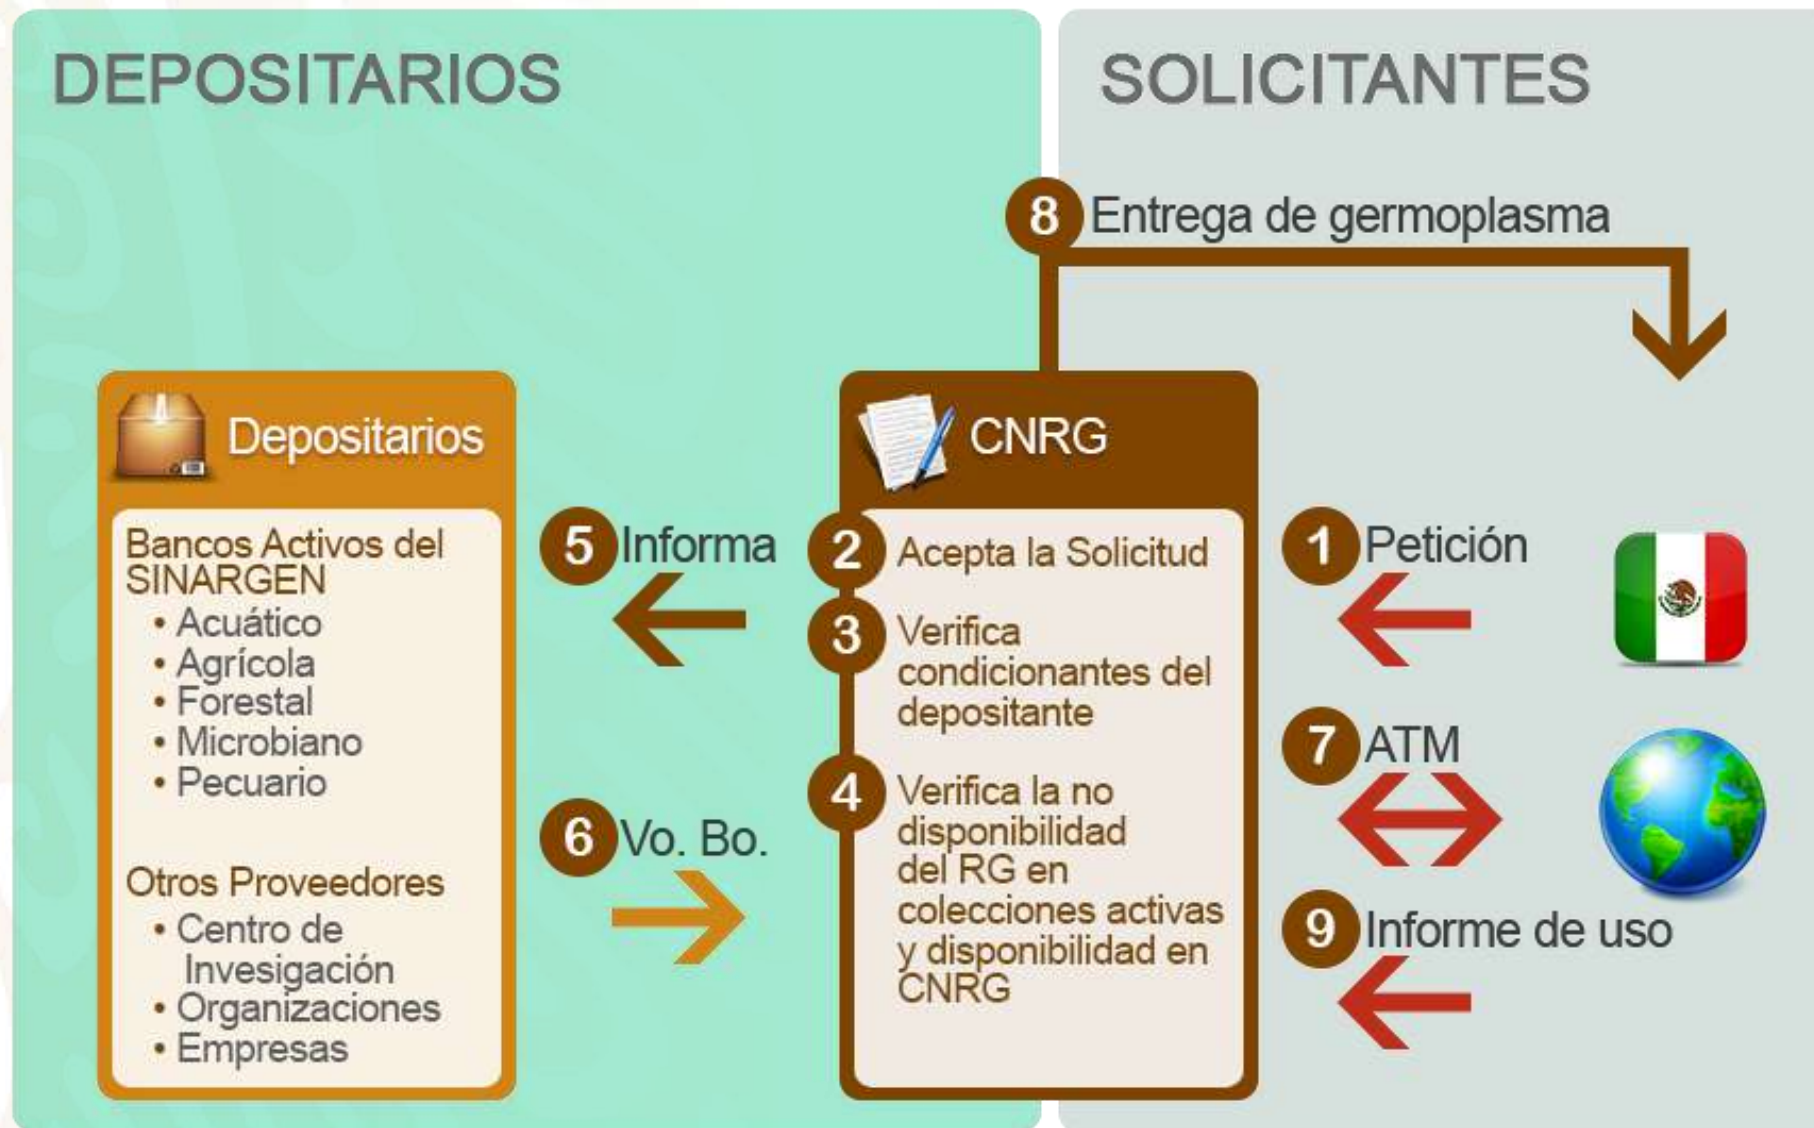 DEPOSITARIOS
SOLICITANTES
8 Entrega de germoplasma
Depositarios
Bancos Activos del
SINARGEN
• Acuático
• Agrícola
• Forestal
• Microbiano
• Pecuario
Otros Proveedores
• Centro de
Invesigación
• Organizaciones
• Empresas
5 Informa
6 Vo. Bo.
CNRG
2 Acepta la Solicitud
3 Verifica
condicionantes del
depositante
4 Verifica la no
disponibilidad
del RG en
colecciones activas
y disponibilidad en
CNRG
1 Petición
7 ATM
9 Informe de uso